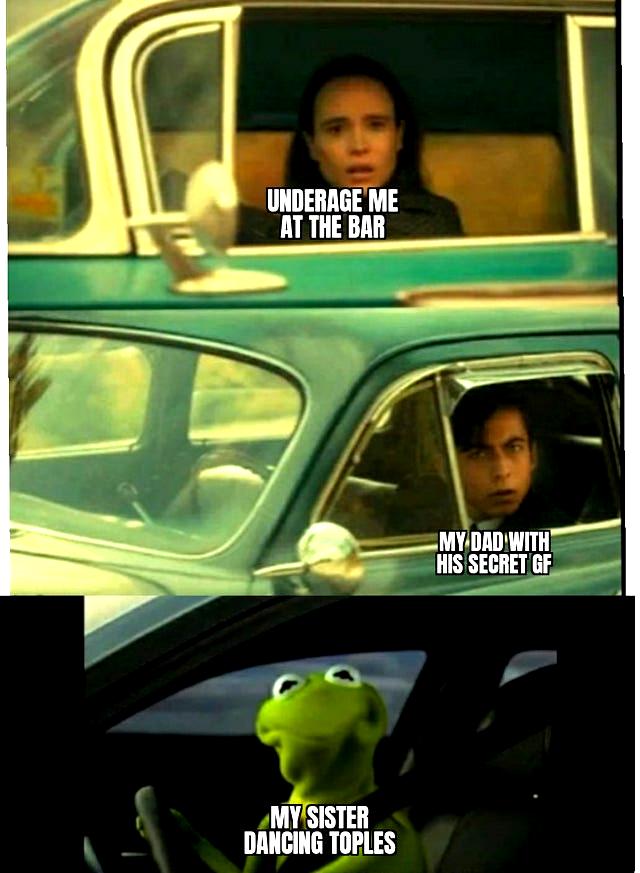 UNDERAGE ME
AT THE BAR
MY DAD WITH
HIS SECRET GF
MY SISTER
DANCING TOPLES